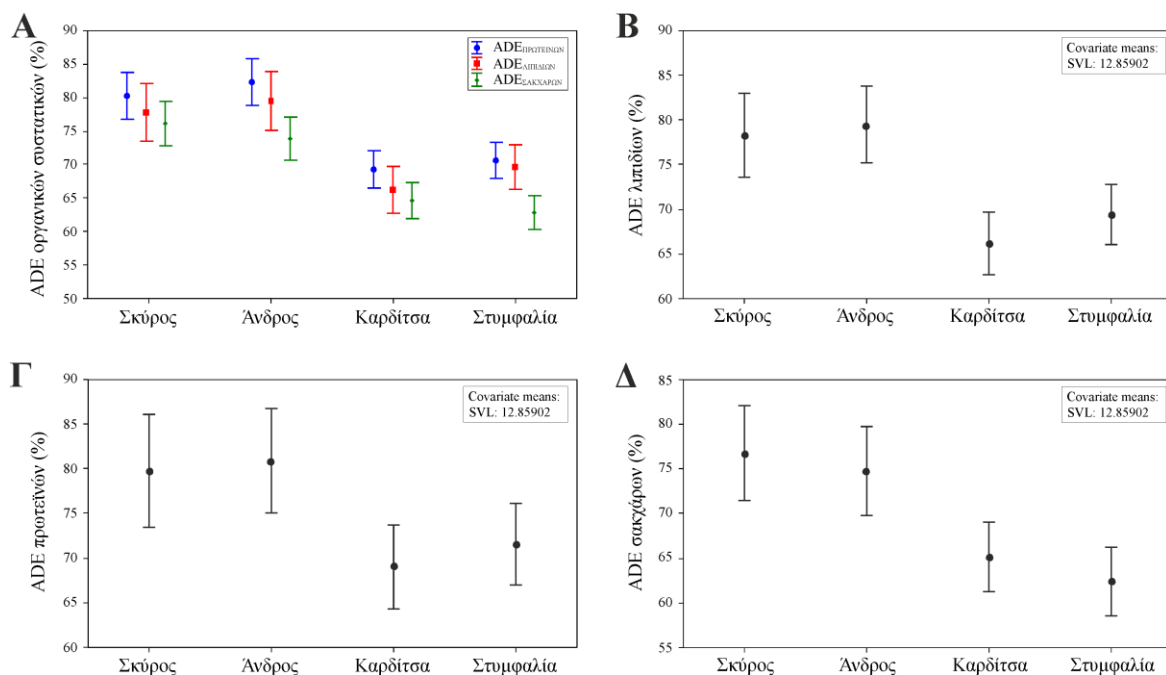 Α
ADE οργανικών συστατικών (%)
90
85
80
75
70
65
60
55
50
ADEΠΡΩΤΕΙΝΩΝ
ADEΛΙΠΙΔΙΩΝ
ADEΣΑΚΧΑΡΩΝ
Σκύρος Άνδρος Καρδίτσα Στυμφαλία
Β
ADE λιπιδίων (%)
90
85
80
75
70
65
60
Covariate means:
SVL: 12.85902
Σκύρος Άνδρος Καρδίτσα Στυμφαλία
Γ
ADE πρωτεϊνών (%)
90
85
80
75
70
65
60
Covariate means:
SVL: 12.85902
Σκύρος Άνδρος Καρδίτσα Στυμφαλία
Δ
ADE σακχάρων (%)
85
80
75
70
65
60
55
Covariate means:
SVL: 12.85902
Σκύρος Άνδρος Καρδίτσα Στυμφαλία